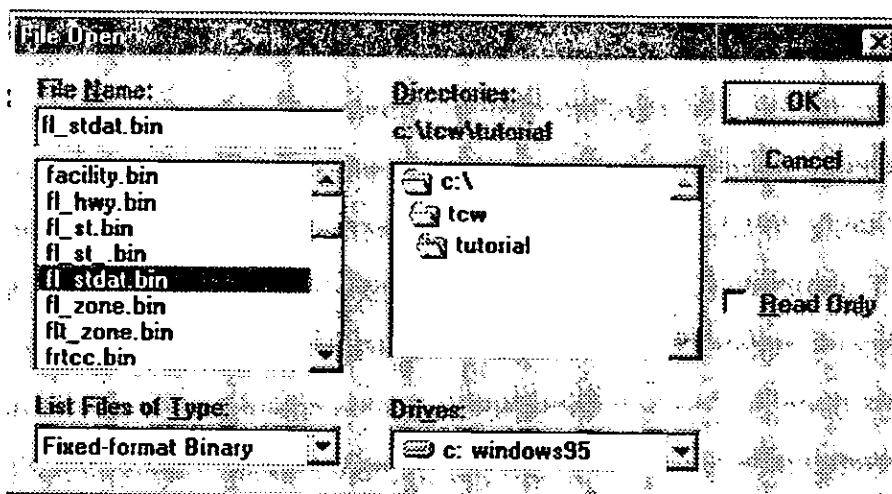 File Open
File Name:
fl_stdat.bin
facility.bin
fl_hwy.bin
fl_st.bin
fl_st_.bin
fl_stdat.bin
fl_zone.bin
flt_zone.bin
frtcc.bin
List Files of Type:
Fixed-format Binary
Directories:
c:\tcw\tutorial
c:\
tcw
tutorial
Drives:
c: windows95
OK
Cancel
Read Only